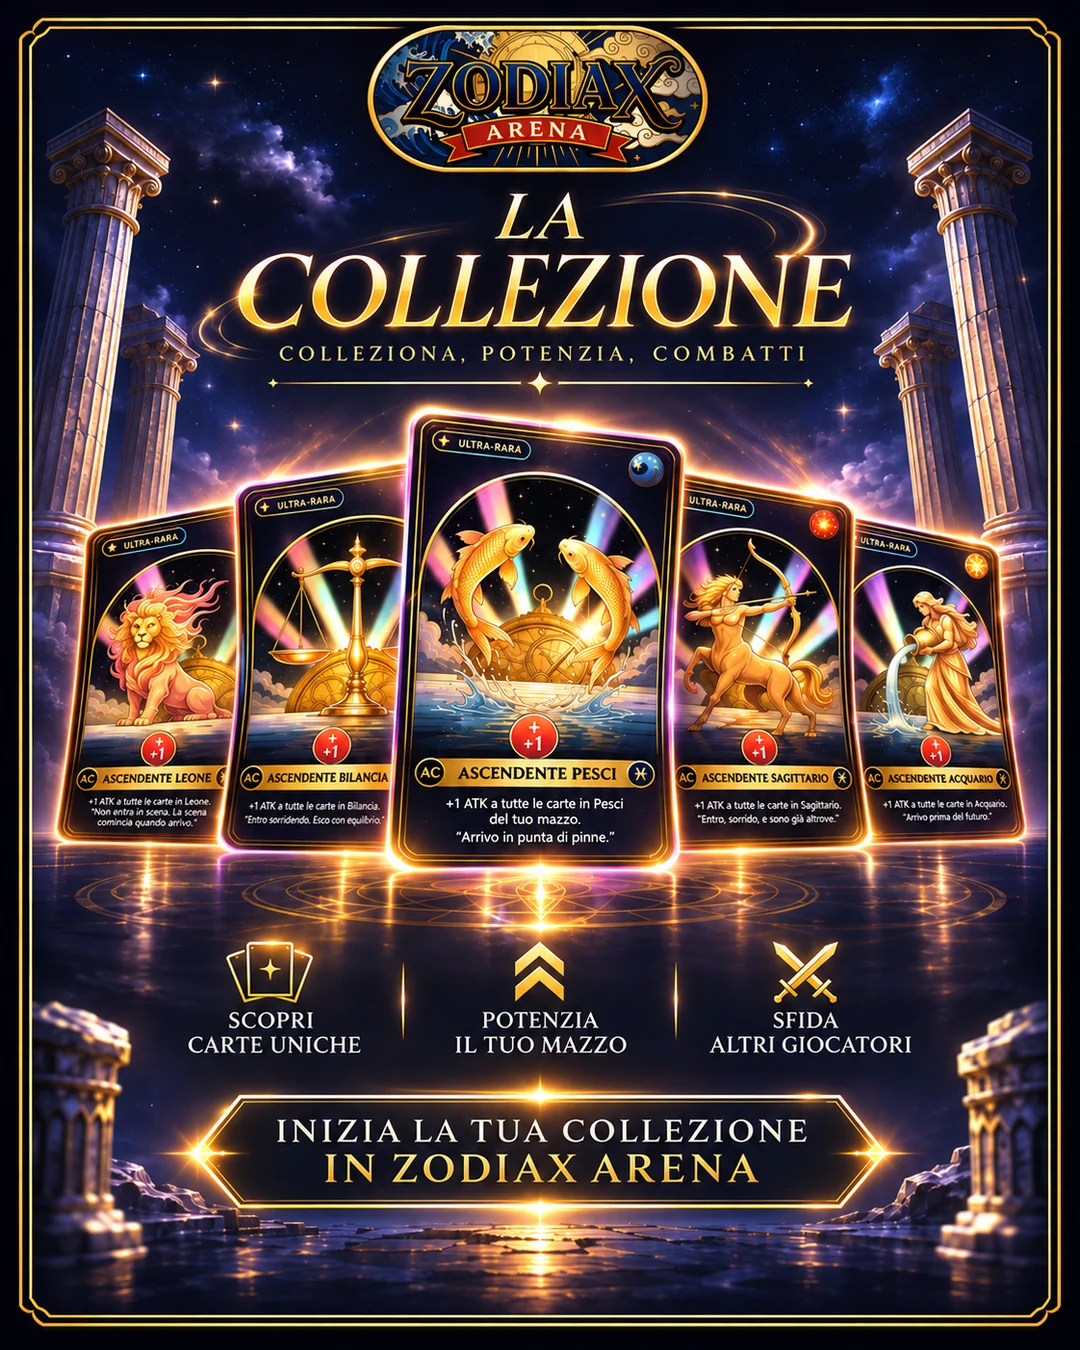 ZODIAX
ARENA
LA
COLLEZIONE
COLLEZIONA, POTENZIA, COMBATTI
ULTRA-RARA
+1
AC ASCENDENTE LEONE
+1 ATK a tutte le carte in Leone.
"Non entra in scena. La scena
comincia quando arrivo."
ULTRA-RARA
+1
AC ASCENDENTE BILANCIA
+1 ATK a tutte le carte in Bilancia.
"Entro sorridendo. Esco con equilibrio."
ULTRA-RARA
+1
AC ASCENDENTE PESCI ♓
+1 ATK a tutte le carte in Pesci
del tuo mazzo.
"Arrivo in punta di pinne."
ULTRA-RARA
+1
AC ASCENDENTE SAGITTARIO
+1 ATK a tutte le carte in Sagittario.
"Entro, sorrido, e sono già altrove."
ULTRA-RARA
+1
AC ASCENDENTE ACQUARIO
+1 ATK a tutte le carte in Acquario.
"Arrivo prima del futuro."
SCOPRI
CARTE UNICHE
POTENZIA
IL TUO MAZZO
SFIDA
ALTRI GIOCATORI
INIZIA LA TUA COLLEZIONE
IN ZODIAX ARENA